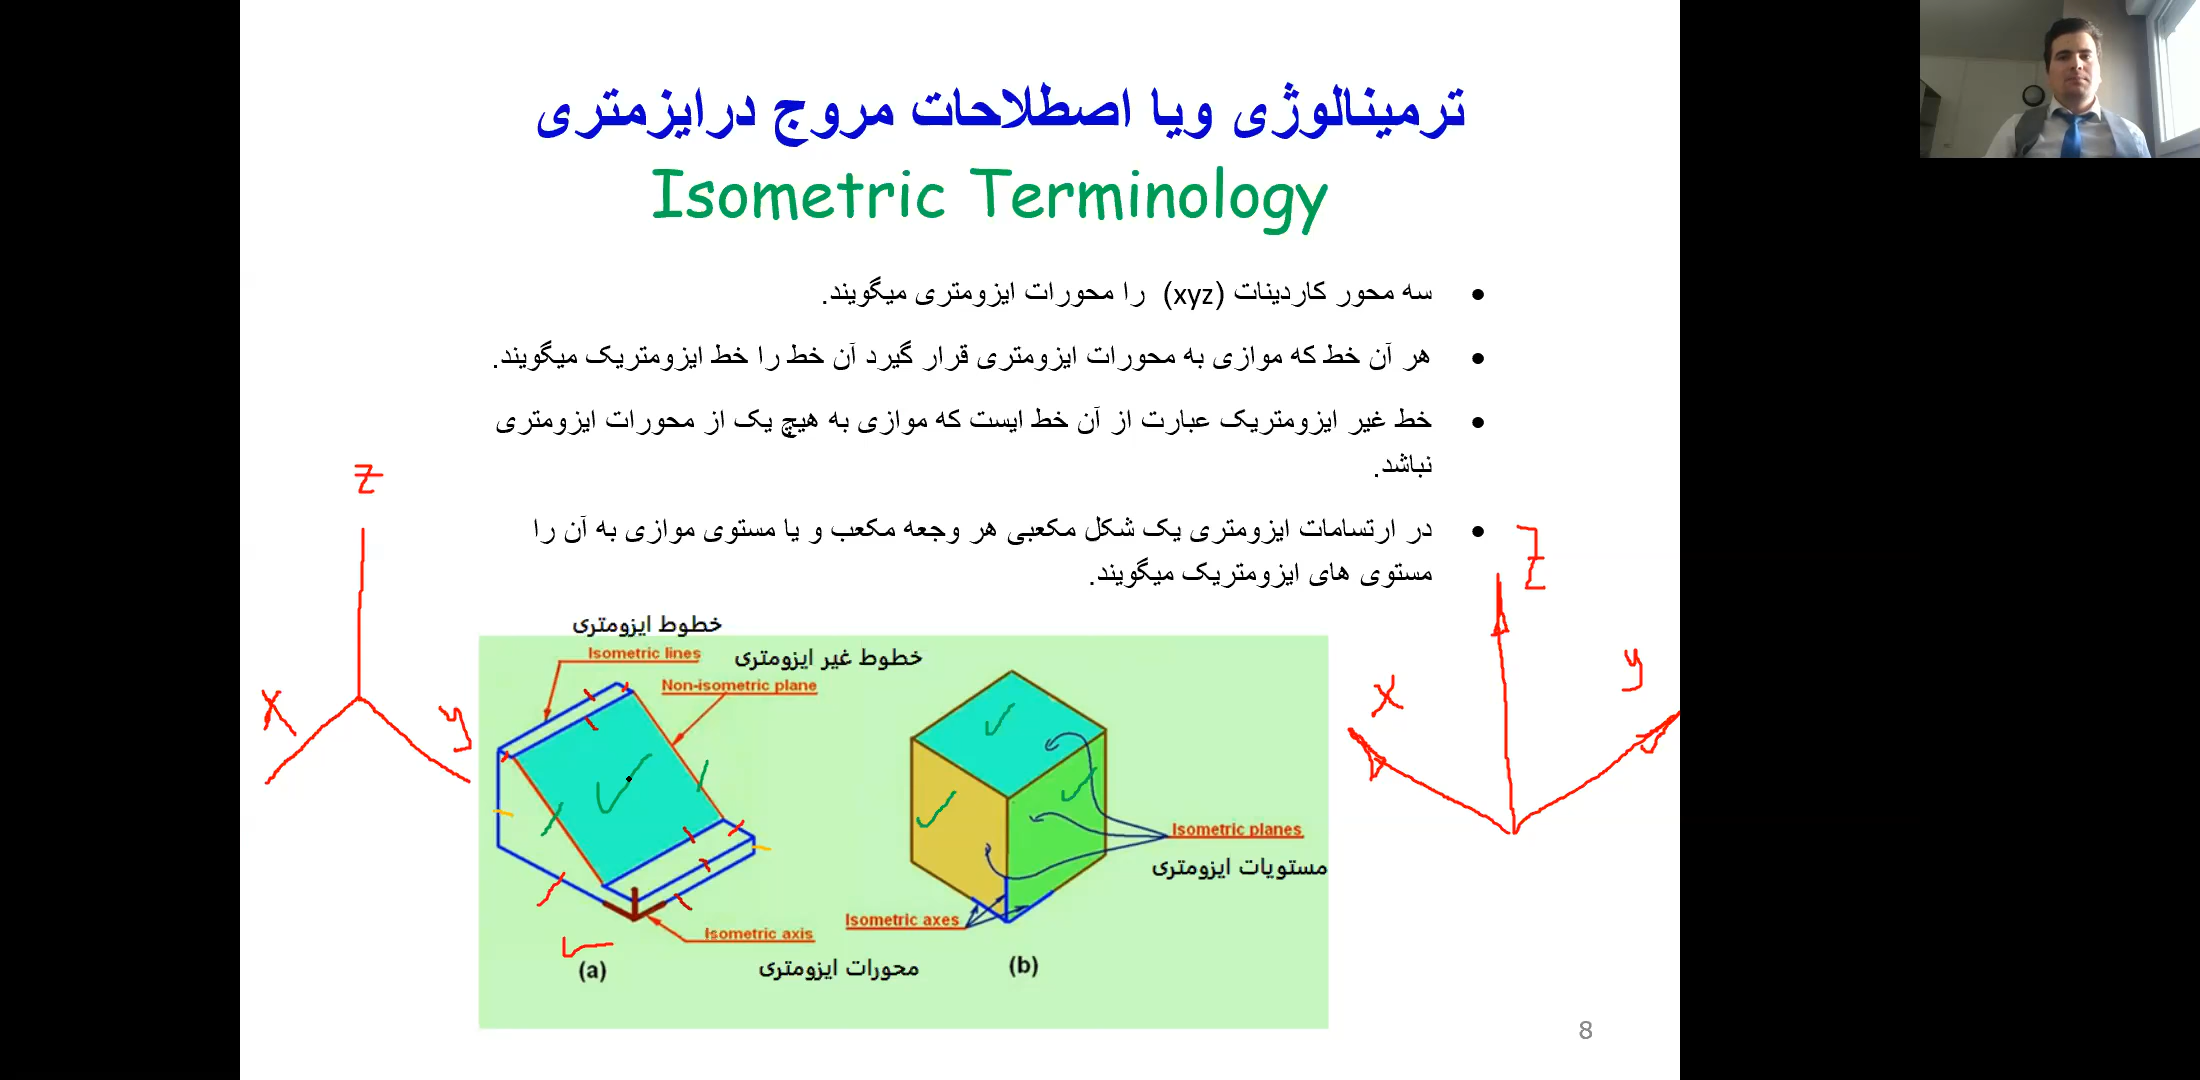 ترمینالوژی ویا اصطلاحات مروج درایزمتری
Isometric Terminology
• سه محور کاردینات (xyz) را محورات ایزومتری میگویند.
• هر آن خط که موازی به محورات ایزومتری قرار گیرد آن خط را خط ایزومتریک میگویند.
• خط غیر ایزومتریک عبارت از آن خط ایست که موازی به هیچ یک از محورات ایزومتری
نباشد.
• در ارتسامات ایزومتری یک شکل مکعبی هر وجعه مکعب و یا مستوی موازی به آن را
مستوی های ایزومتریک میگویند.
Z
X
y
Z
X
y
خطوط ایزومتری
Isometric lines
خطوط غیر ایزومتری
Non-isometric plane
Isometric planes
مستویات ایزومتری
Isometric axes
Isometric axis
محورات ایزومتری
(a)
(b)
8